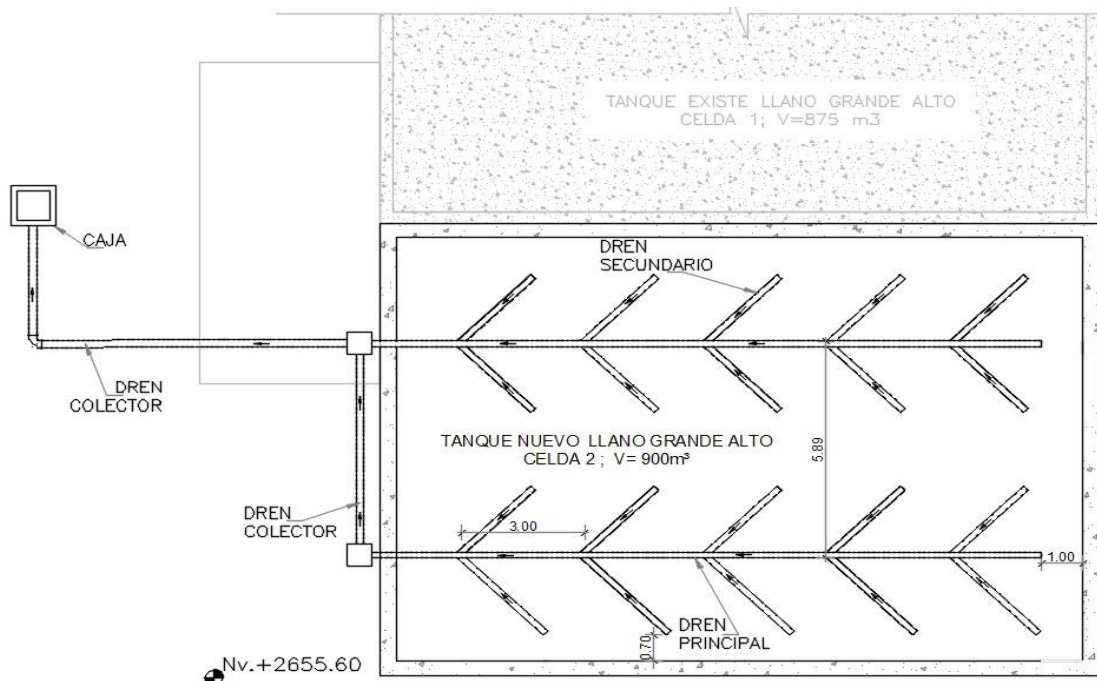 TANQUE EXISTE LLANO GRANDE ALTO
CELDA 1; V=875 m3
CAJA
DREN
SECUNDARIO
DREN
COLECTOR
5.89
TANQUE NUEVO LLANO GRANDE ALTO
CELDA 2 ; V= 900m³
DREN
COLECTOR
3.00
1.00
DREN
PRINCIPAL
0.70
Nv.+2655.60